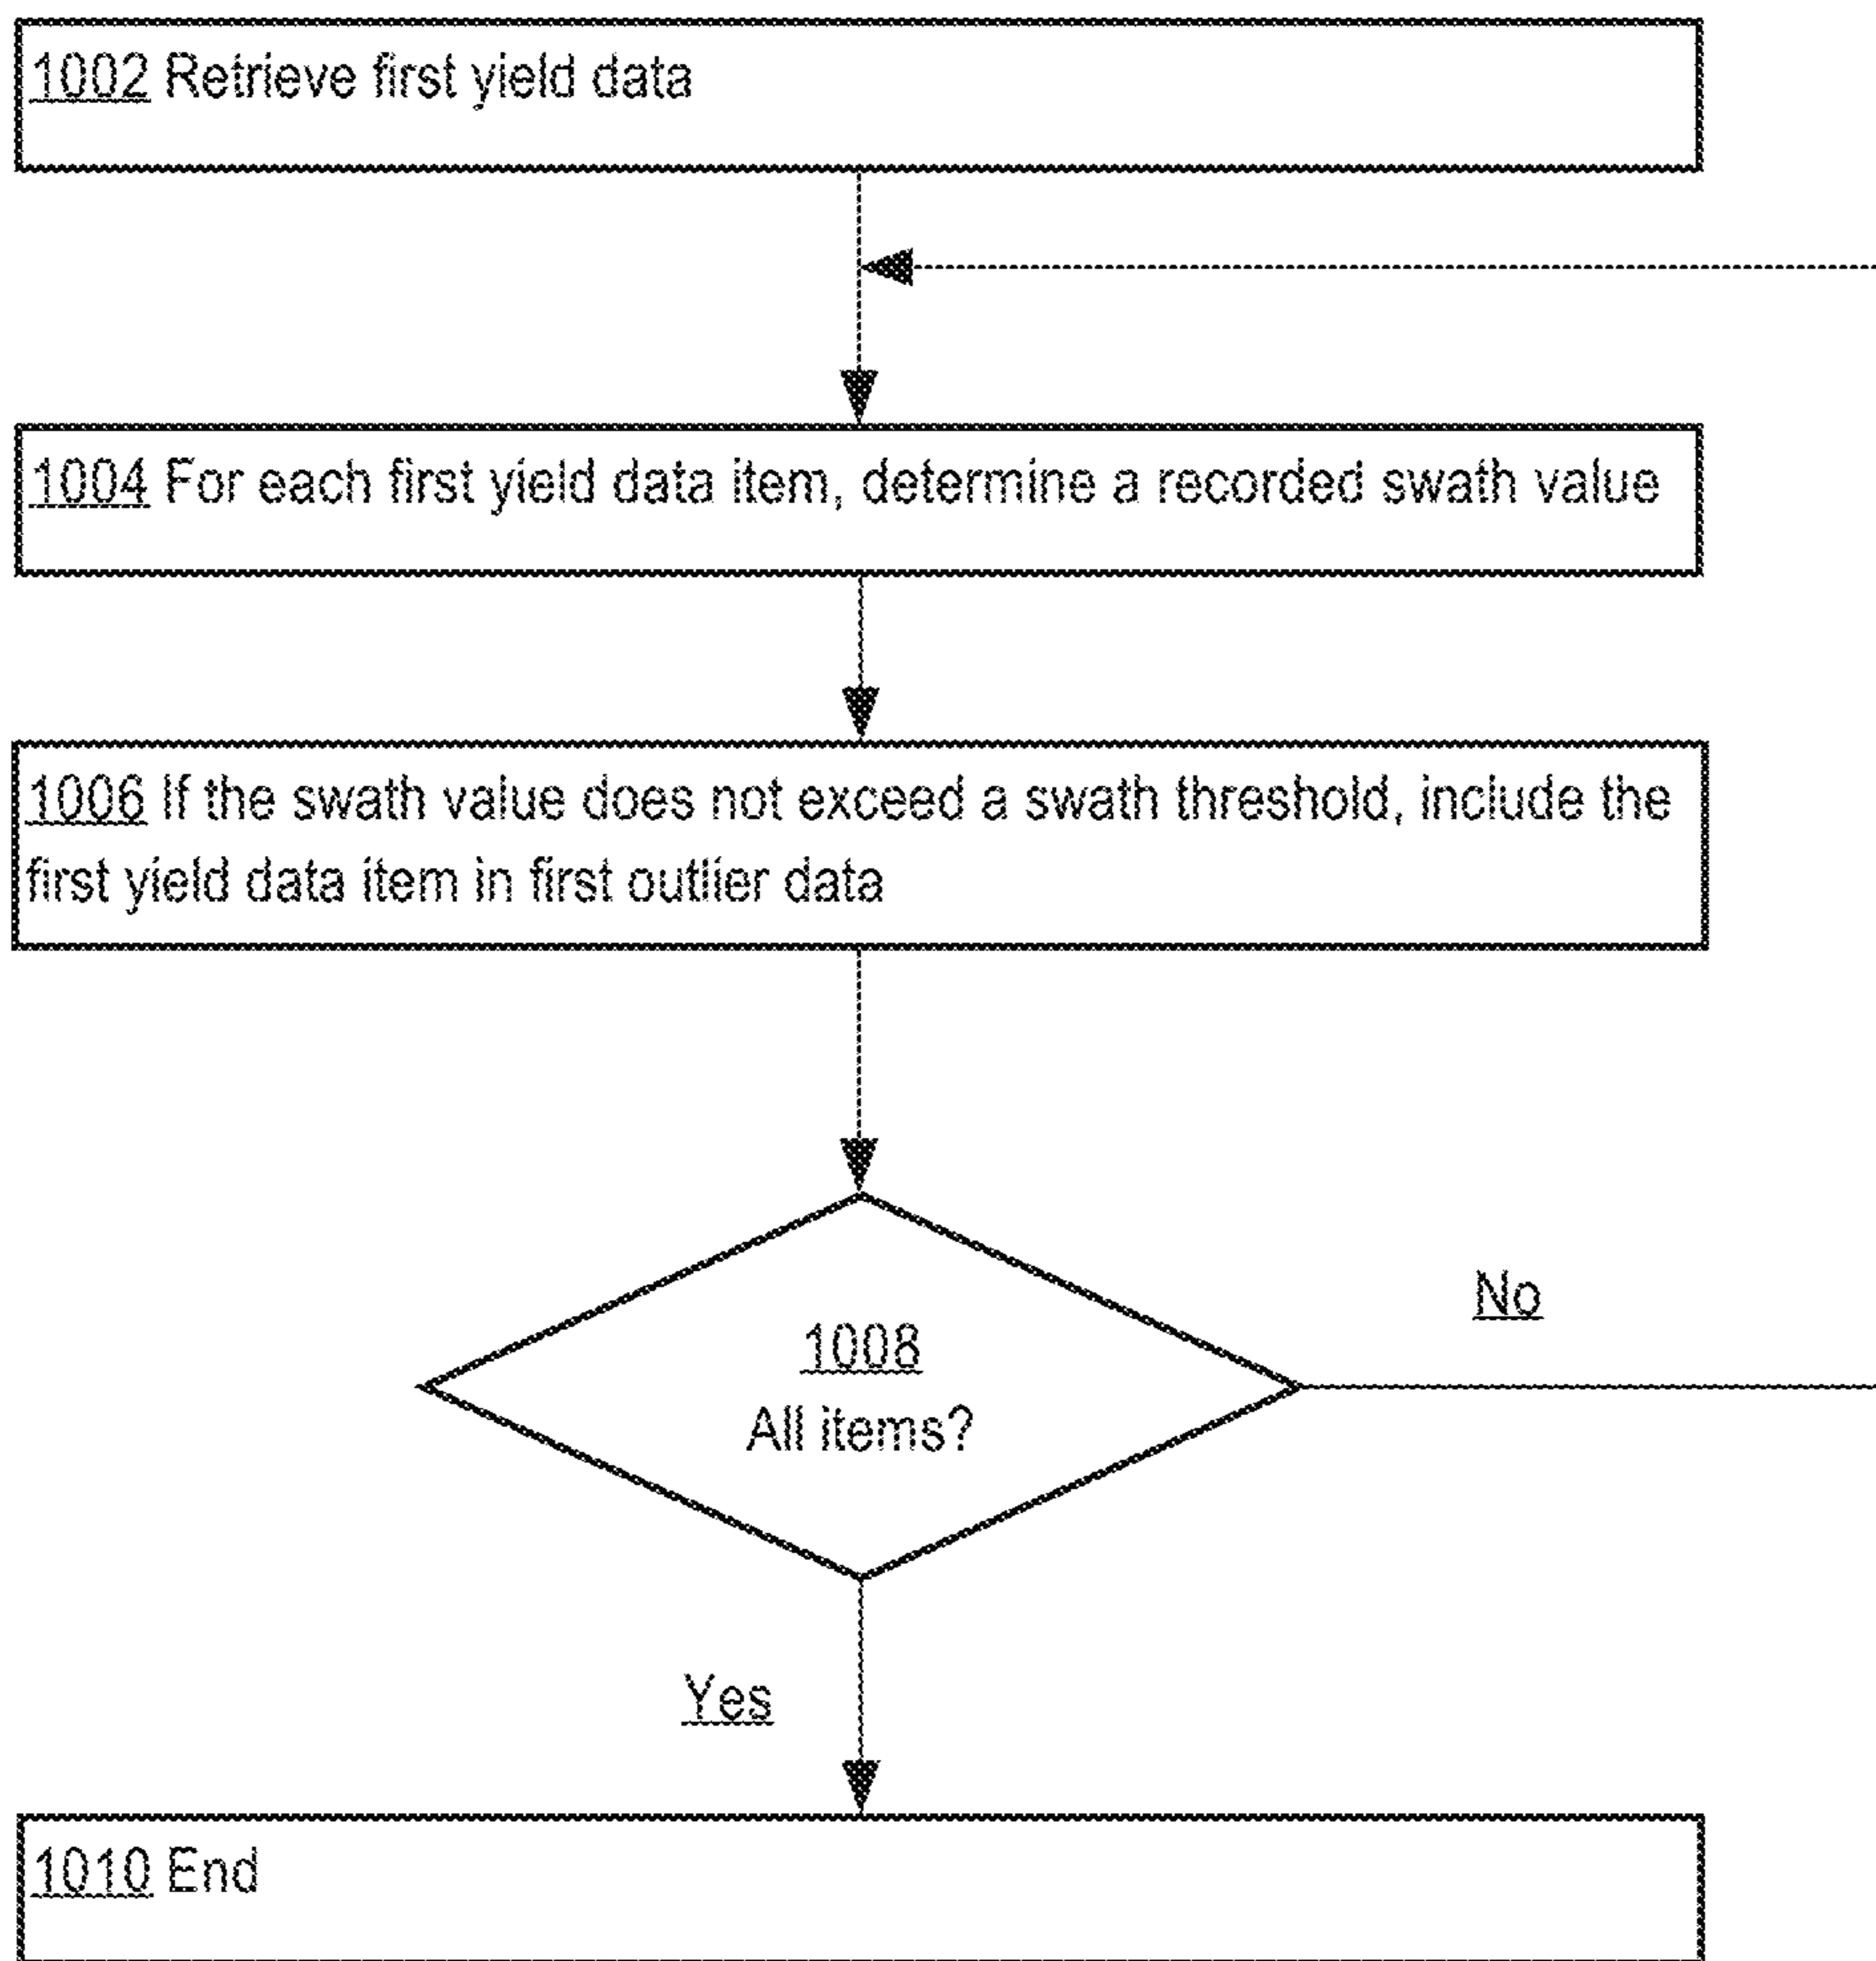 1002 Retrieve first yield data
1004 For each first yield data item, determine a recorded swath value
1006 If the swath value does not exceed a swath threshold, include the
first yield data item in first outlier data
1008
All items?
No
Yes
1010 End